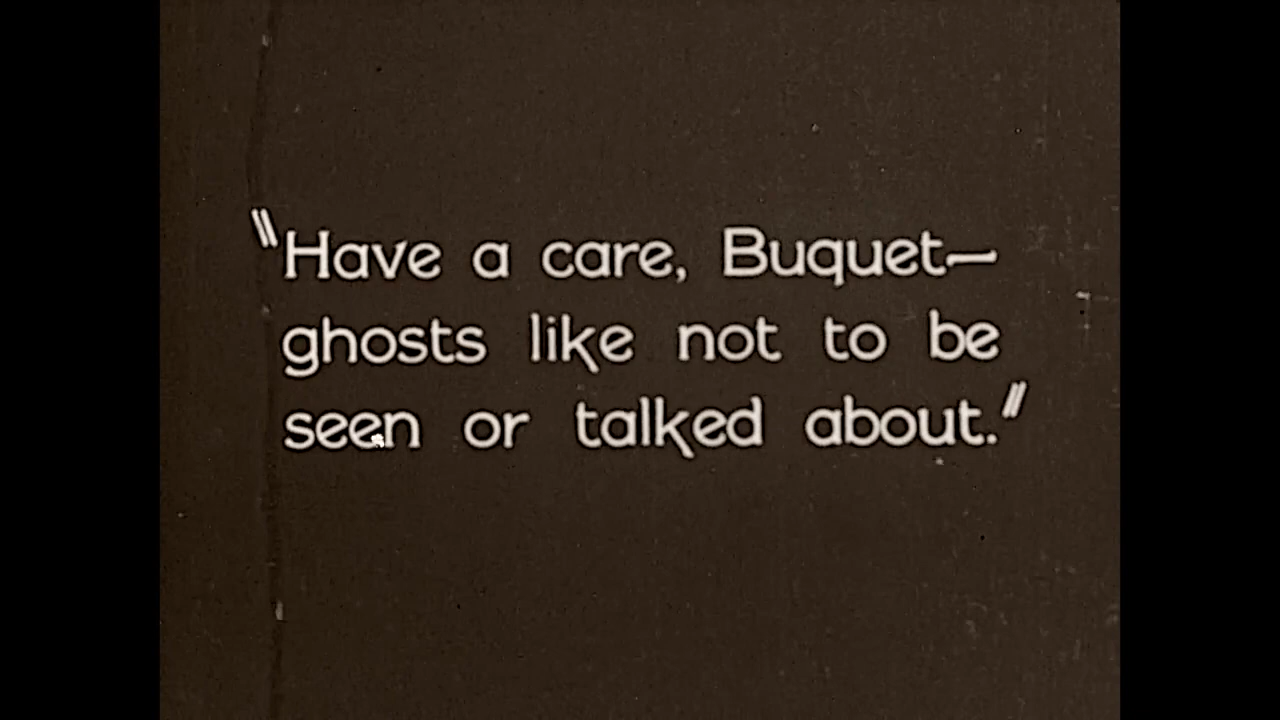 "Have a care, Buquet—
ghosts like not to be
seen or talked about."